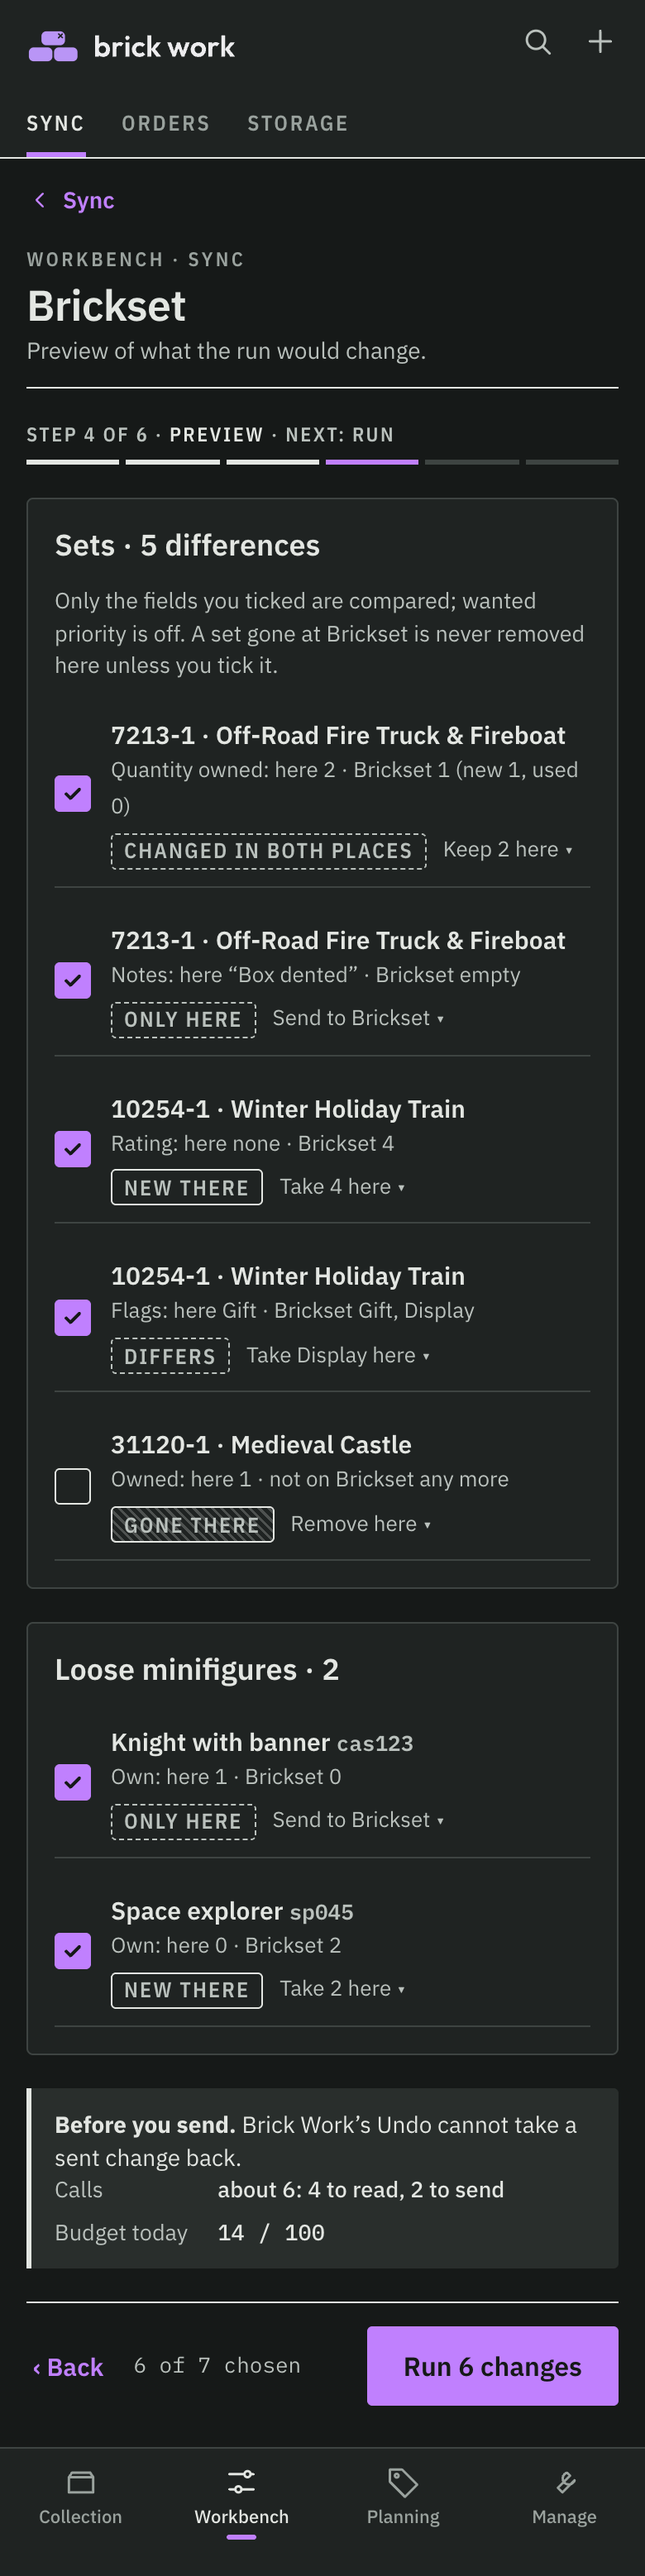 brick work
SYNC ORDERS STORAGE
‹ Sync
WORKBENCH · SYNC
Brickset
Preview of what the run would change.
STEP 4 OF 6 · PREVIEW · NEXT: RUN
Sets · 5 differences
Only the fields you ticked are compared; wanted
priority is off. A set gone at Brickset is never removed
here unless you tick it.
7213-1 · Off-Road Fire Truck & Fireboat
Quantity owned: here 2 · Brickset 1 (new 1, used
0)
CHANGED IN BOTH PLACES Keep 2 here ▾
7213-1 · Off-Road Fire Truck & Fireboat
Notes: here “Box dented” · Brickset empty
ONLY HERE Send to Brickset ▾
10254-1 · Winter Holiday Train
Rating: here none · Brickset 4
NEW THERE Take 4 here ▾
10254-1 · Winter Holiday Train
Flags: here Gift · Brickset Gift, Display
DIFFERS Take Display here ▾
31120-1 · Medieval Castle
Owned: here 1 · not on Brickset any more
GONE THERE Remove here ▾
Loose minifigures · 2
Knight with banner cas123
Own: here 1 · Brickset 0
ONLY HERE Send to Brickset ▾
Space explorer sp045
Own: here 0 · Brickset 2
NEW THERE Take 2 here ▾
Before you send. Brick Work’s Undo cannot take a
sent change back.
Calls about 6: 4 to read, 2 to send
Budget today 14 / 100
‹ Back 6 of 7 chosen Run 6 changes
Collection Workbench Planning Manage